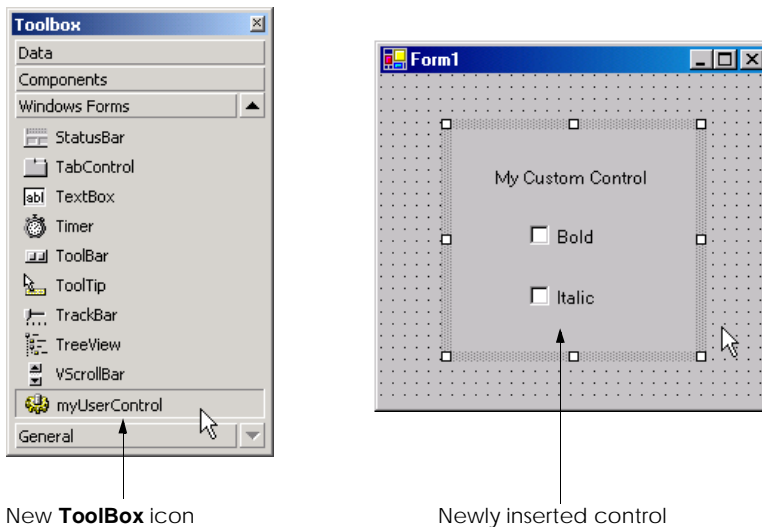 Toolbox
Data
Components
Windows Forms
StatusBar
TabControl
abl TextBox
Timer
ToolBar
ToolTip
TrackBar
TreeView
VScrollBar
myUserControl
General
New ToolBox icon
Form1
My Custom Control
Bold
Italic
Newly inserted control